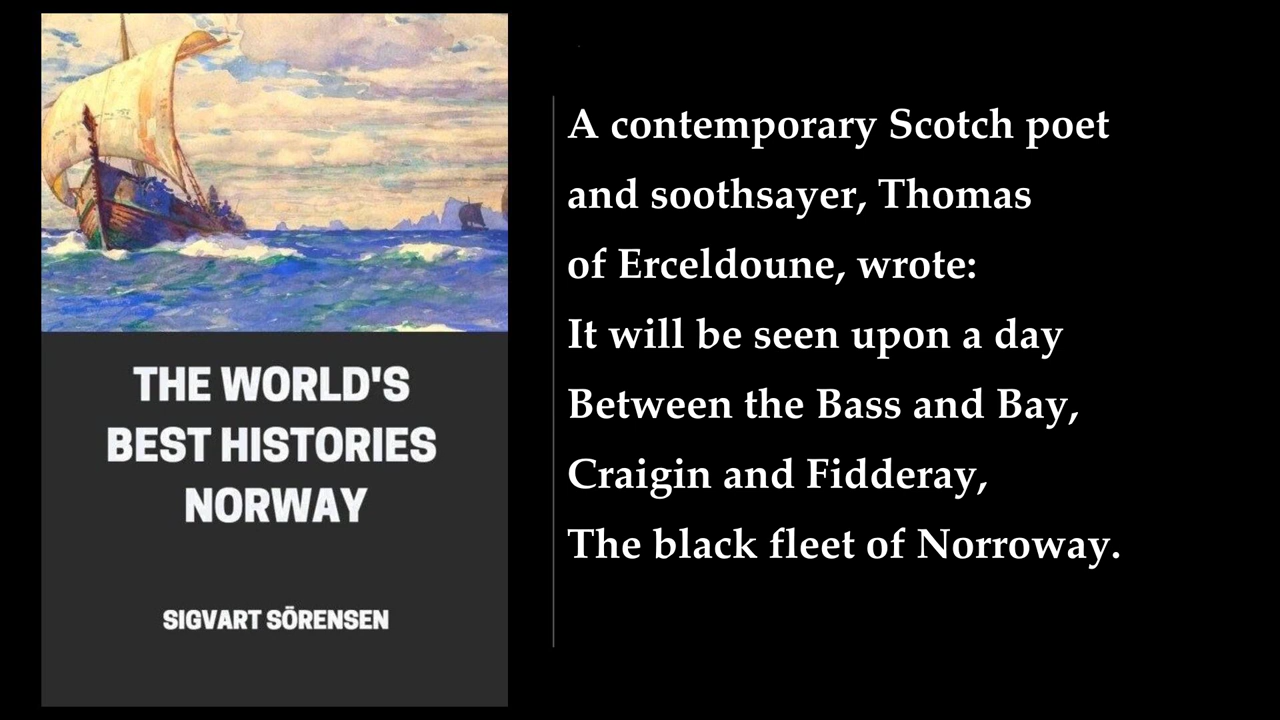 THE WORLD'S
BEST HISTORIES
NORWAY
SIGVART SÖRENSEN
A contemporary Scotch poet
and soothsayer, Thomas
of Erceldoune, wrote:
It will be seen upon a day
Between the Bass and Bay,
Craigin and Fidderay,
The black fleet of Norroway.